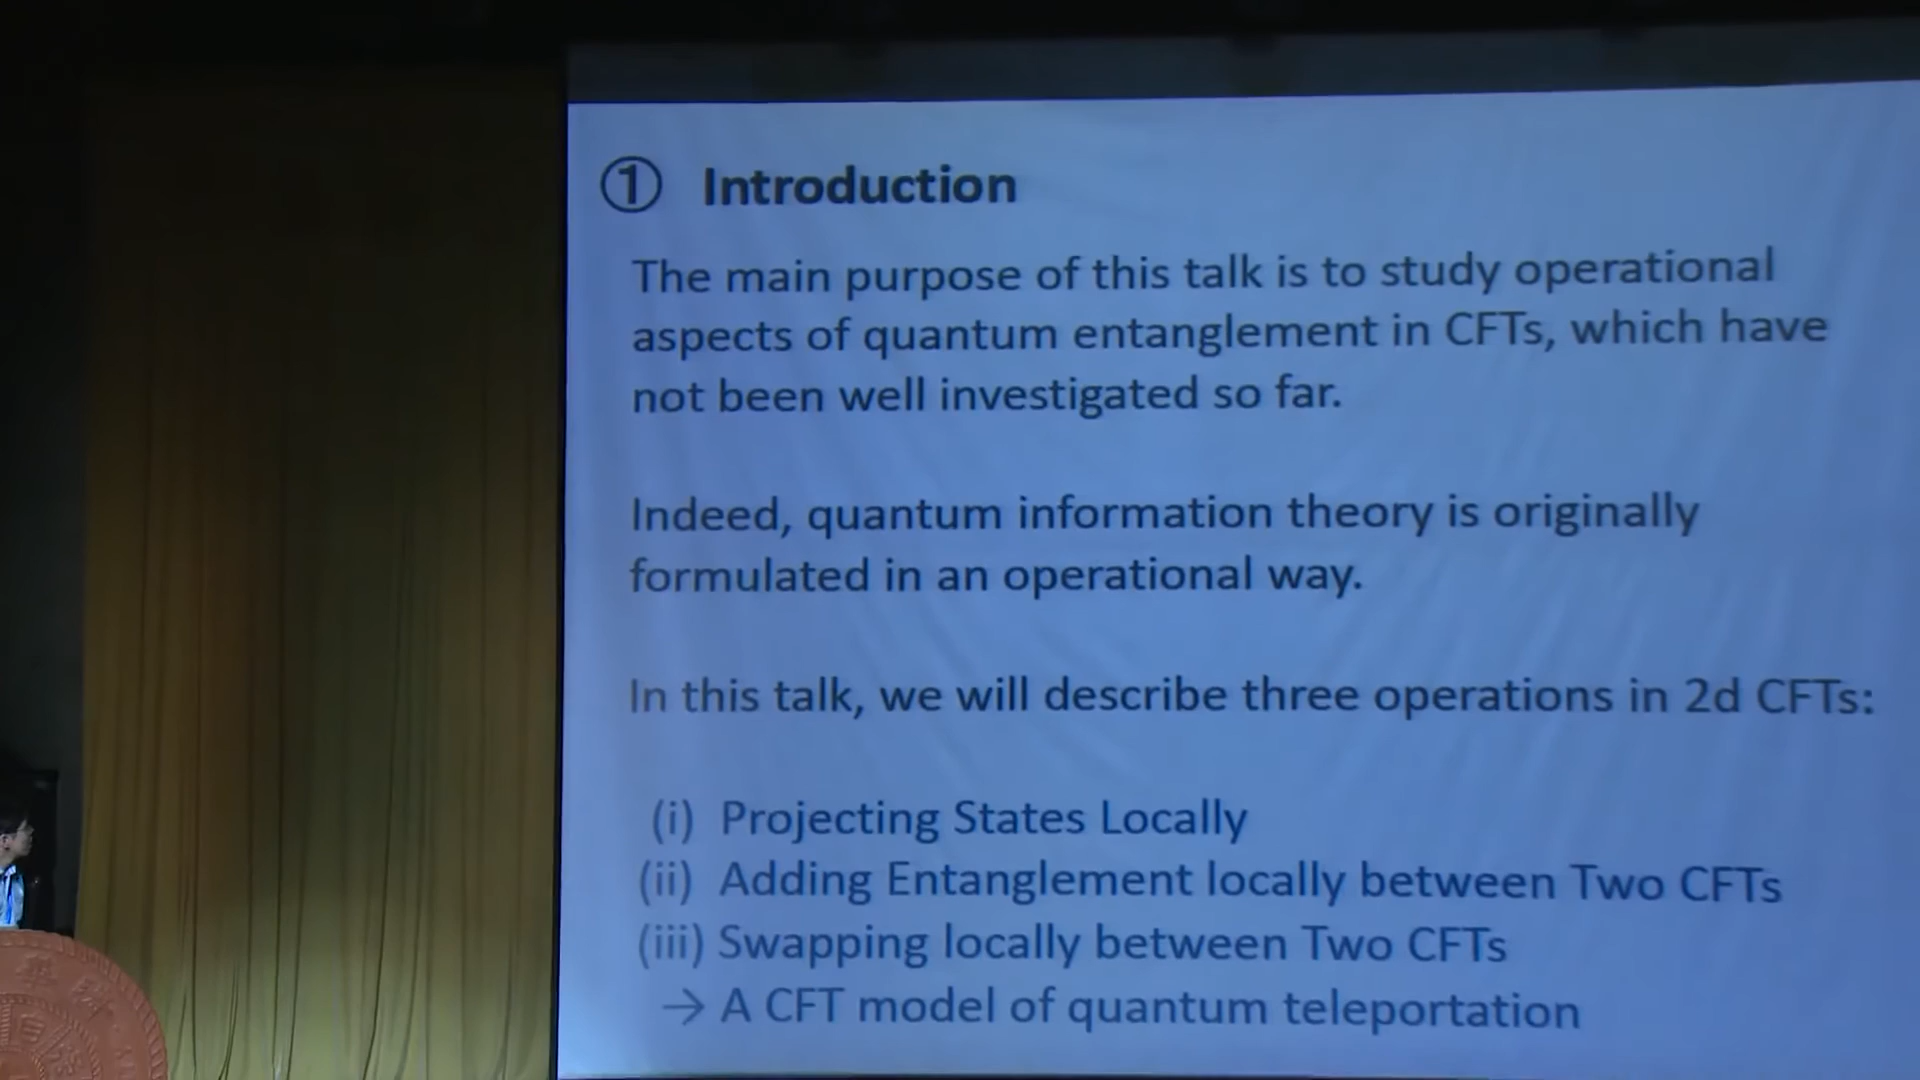 ① Introduction
The main purpose of this talk is to study operational
aspects of quantum entanglement in CFTs, which have
not been well investigated so far.
Indeed, quantum information theory is originally
formulated in an operational way.
In this talk, we will describe three operations in 2d CFTs:
(i) Projecting States Locally
(ii) Adding Entanglement locally between Two CFTs
(iii) Swapping locally between Two CFTs
→ A CFT model of quantum teleportation